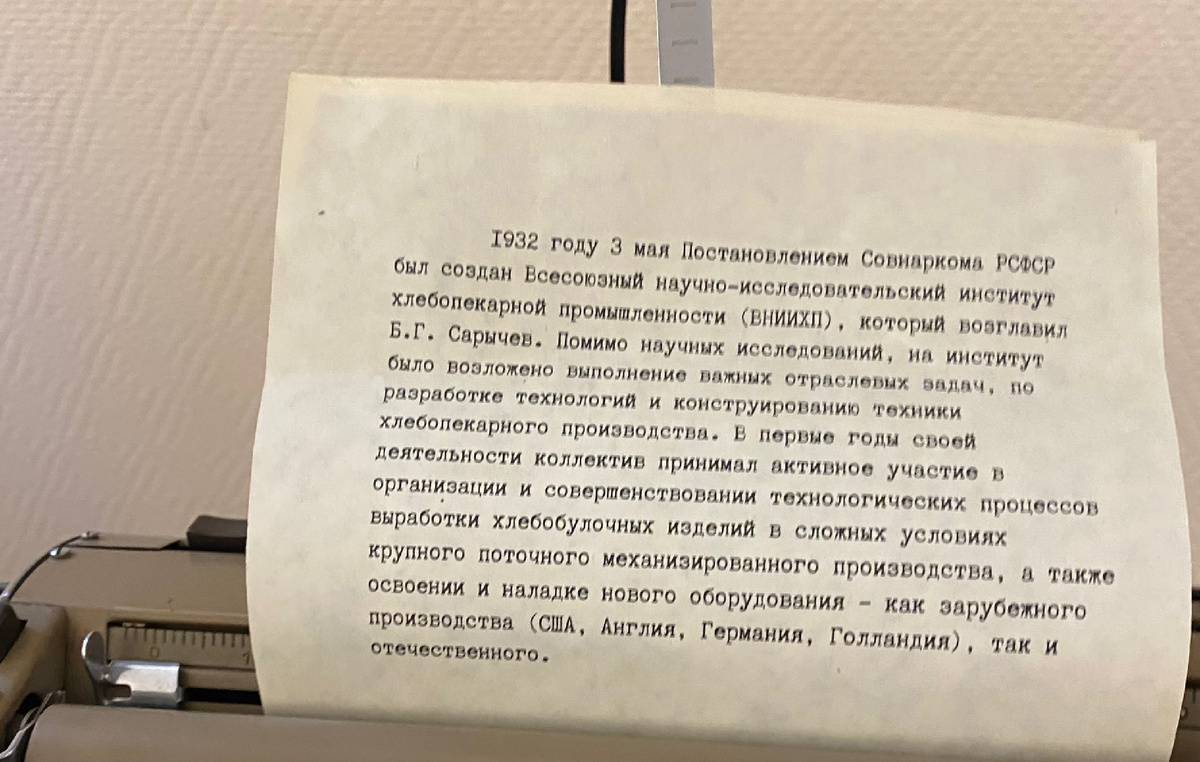 I932 году 3 мая Постановлением Совнаркома РСФСР
был создан Всесоюзный научно-исследовательский институт
хлебопекарной промышленности (ВНИИХП), который возглавил
Б.Г. Сарычев. Помимо научных исследований, на институт
было возложено выполнение важных отраслевых задач, по
разработке технологий и конструированию техники
хлебопекарного производства. В первые годы своей
деятельности коллектив принимал активное участие в
организации и совершенствовании технологических процессов
выработки хлебобулочных изделий в сложных условиях
крупного поточного механизированного производства, а также
освоении и наладке нового оборудования - как зарубежного
производства (США, Англия, Германия, Голландия), так и
отечественного.
0